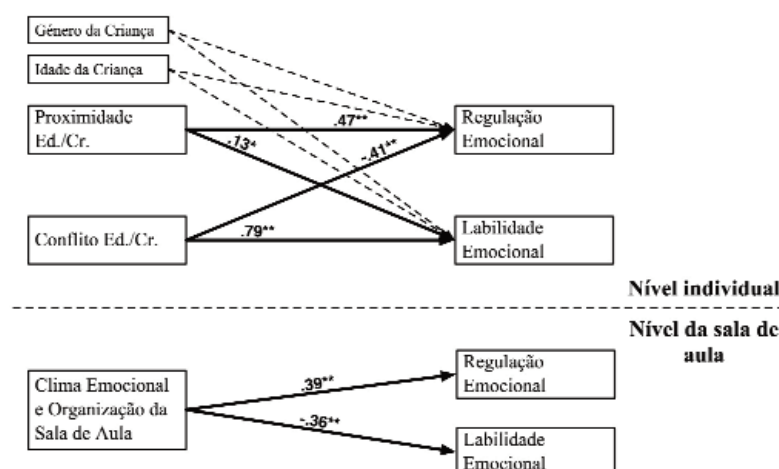 Género da Criança
Idade da Criança
Proximidade
Ed./Cr.
.47**
Regulação
Emocional
.13*
-.41**
Conflito Ed./Cr.
.79**
Labilidade
Emocional
Nível individual
Nível da sala de
aula
Clima Emocional
e Organização da
Sala de Aula
.39**
Regulação
Emocional
-.36**
Labilidade
Emocional